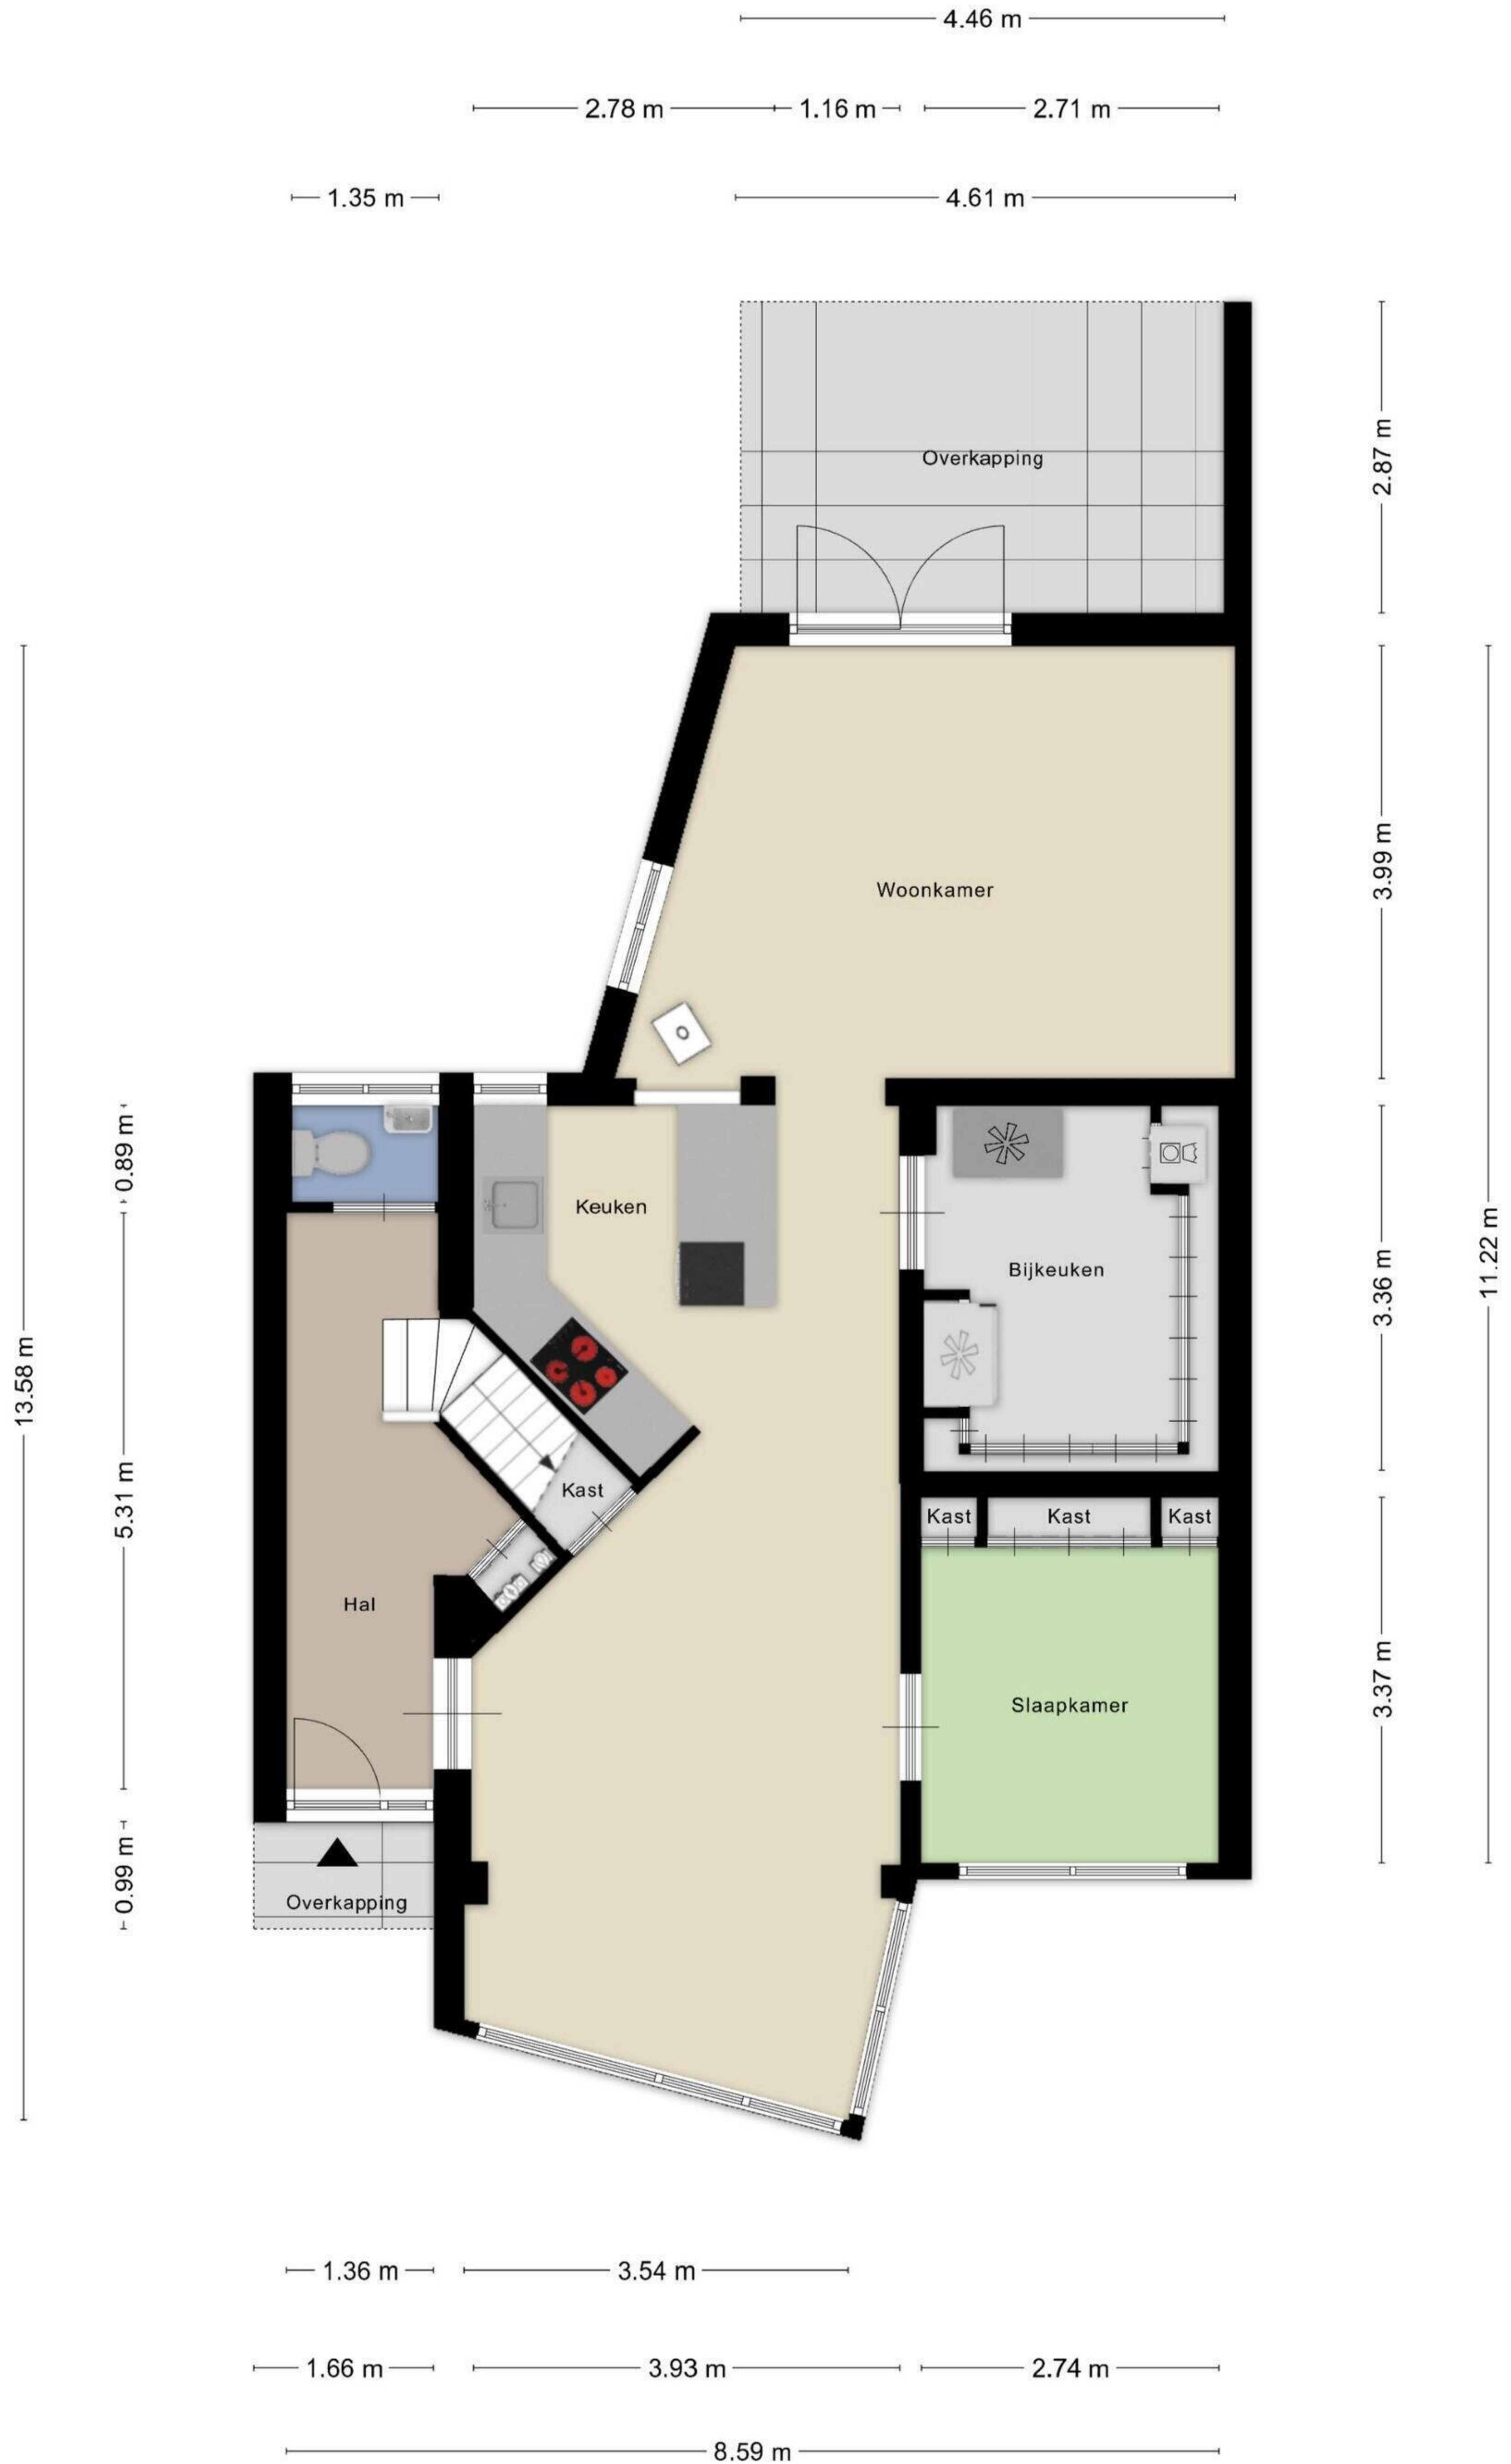 4.46 m
2.78 m
1.16 m
2.71 m
1.35 m
4.61 m
Overkapping
2.87 m
Woonkamer
3.99 m
0.89 m
Keuken
Bijkeuken
3.36 m
11.22 m
13.58 m
5.31 m
Kast
Kast
Kast
Kast
Hal
Slaapkamer
3.37 m
0.99 m
Overkapping
1.36 m
3.54 m
1.66 m
3.93 m
2.74 m
8.59 m